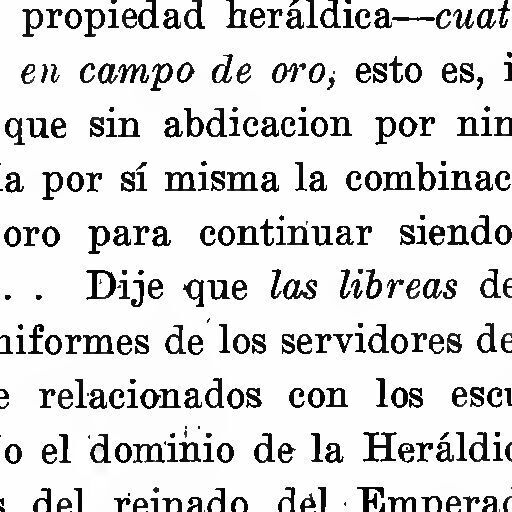 propiedad heráldica—cuat
en campo de oro, esto es, i
que sin abdicacion por nin
ía por sí misma la combinac
oro para continuar siendo
. . Dije que las libreas de
niformes de los servidores de
e relacionados con los escu
o el dominio de la Heráldic
s del reinado del Emperad